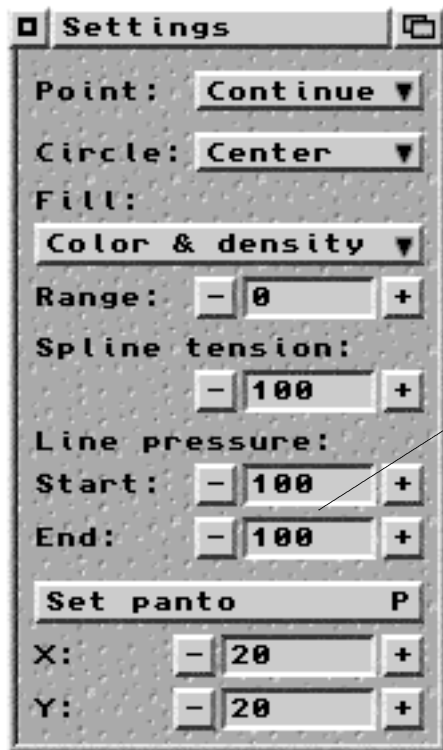 Settings
Point: Continue ▼
Circle: Center ▼
Fill:
Color & density ▼
Range: - 0 +
Spline tension:
- 100 +
Line pressure:
Start: - 100 +
End: - 100 +
Set panto P
X: - 20 +
Y: - 20 +